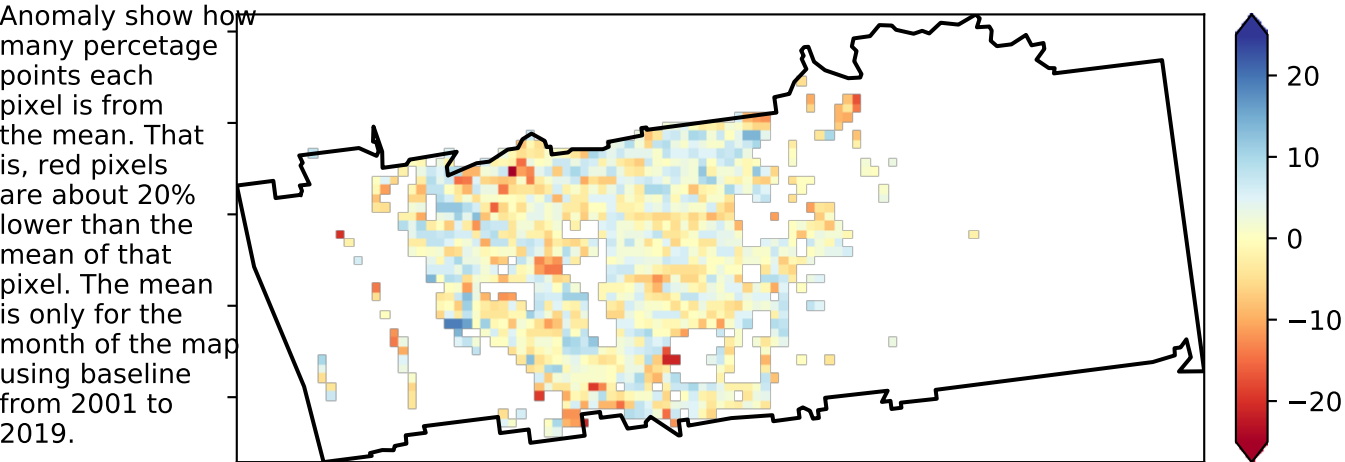 Anomaly show how
many percetage
points each
pixel is from
the mean. That
is, red pixels
are about 20%
lower than the
mean of that
pixel. The mean
is only for the
month of the map
using baseline
from 2001 to
2019.
20
10
0
−10
−20